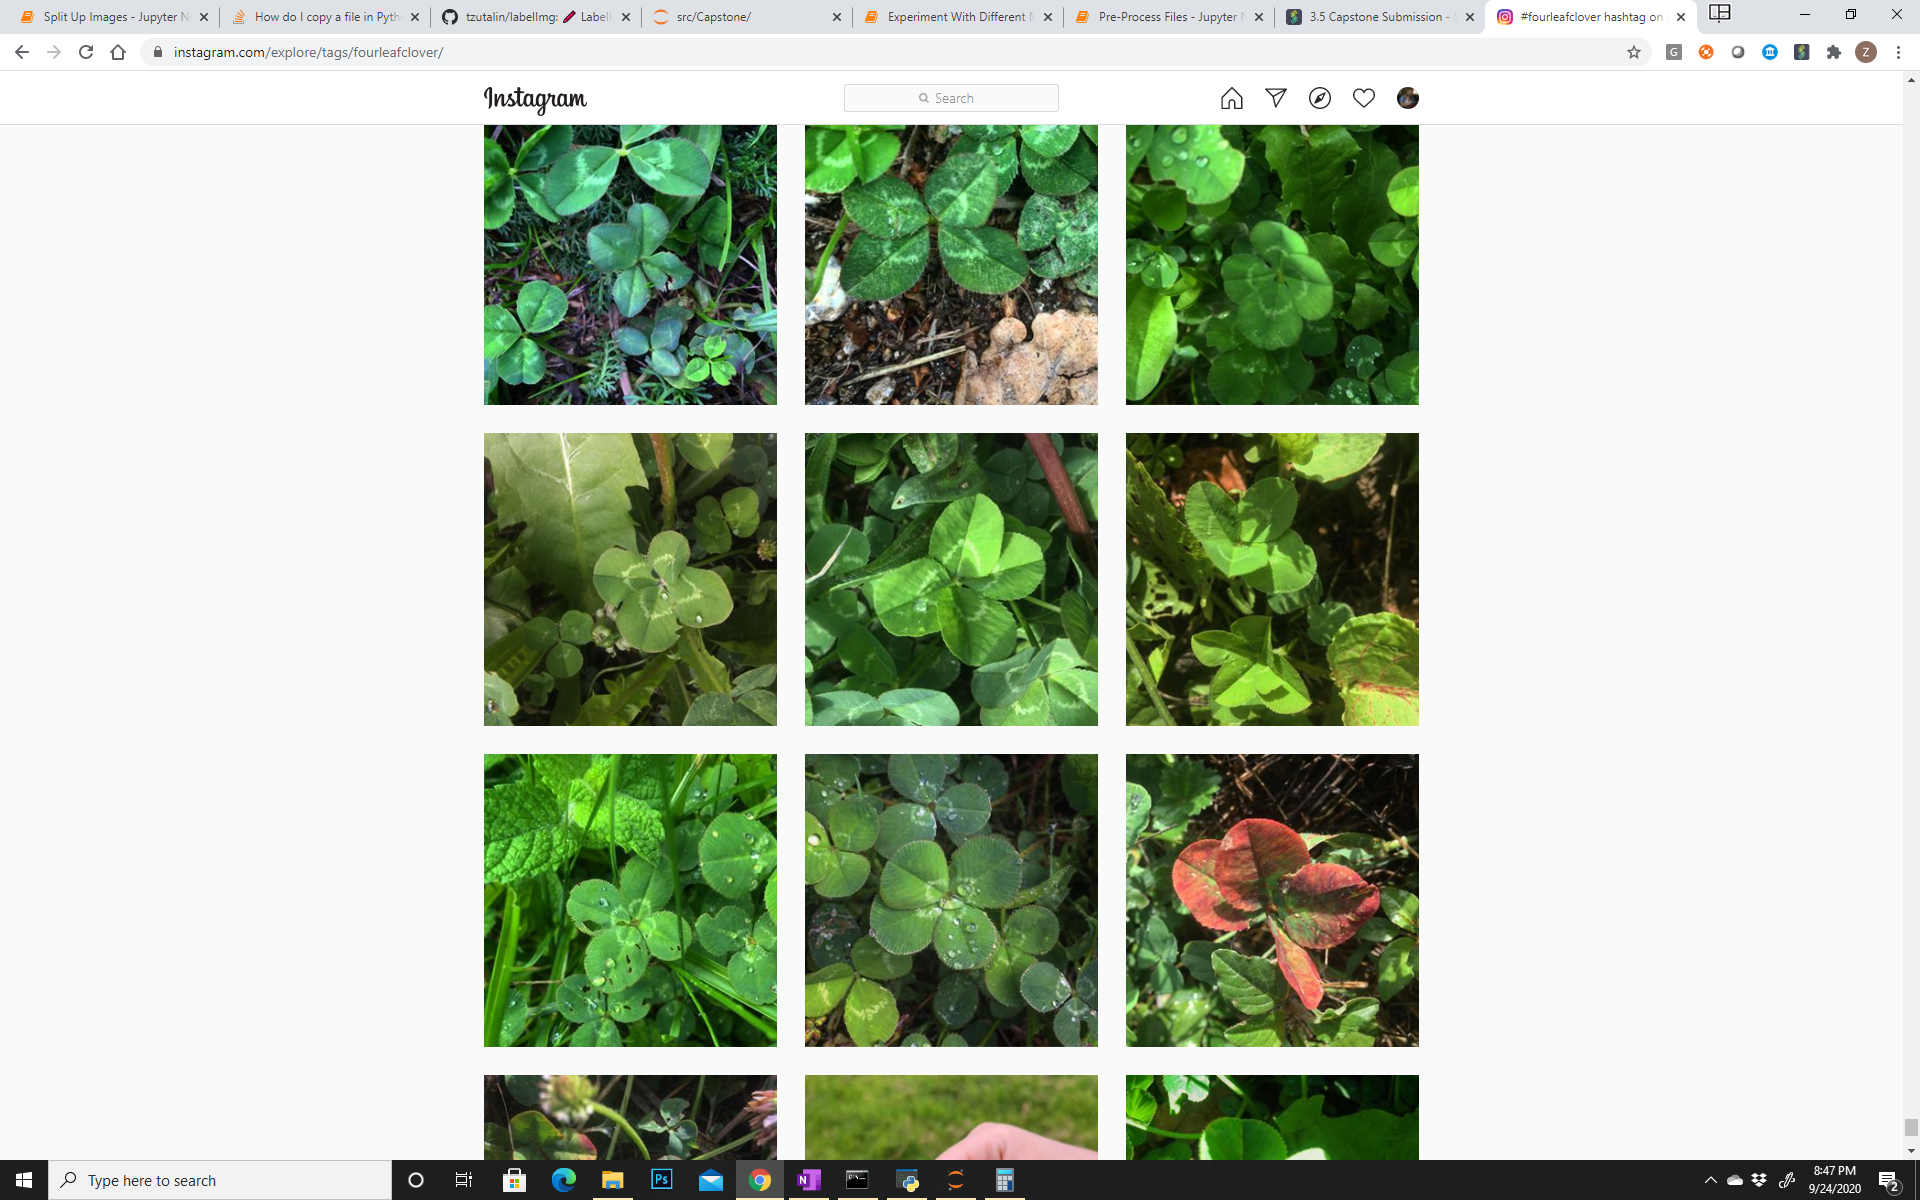 Split Up Images - Jupyter N
How do I copy a file in Pyth
tzutalin/labelImg: Label
src/Capstone/
Experiment With Different M
Pre-Process Files - Jupyter N
3.5 Capstone Submission - S
#fourleafclover hashtag on
instagram.com/explore/tags/fourleafclover/
G
Z
Instagram
Search
Type here to search
Ps
N
8:47 PM
9/24/2020
2